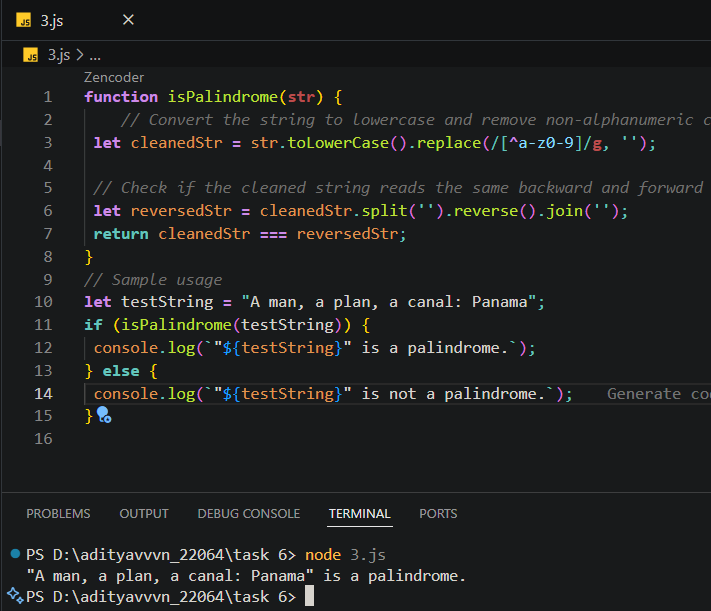 JS 3.js ×
JS 3.js > ...
Zencoder
1 function isPalindrome(str) {
2 // Convert the string to lowercase and remove non-alphanumeric c
3 let cleanedStr = str.toLowerCase().replace(/[^a-z0-9]/g, '');
4
5 // Check if the cleaned string reads the same backward and forward
6 let reversedStr = cleanedStr.split('').reverse().join('');
7 return cleanedStr === reversedStr;
8 }
9 // Sample usage
10 let testString = "A man, a plan, a canal: Panama";
11 if (isPalindrome(testString)) {
12 console.log(`"${testString}" is a palindrome.`);
13 } else {
14 console.log(`"${testString}" is not a palindrome.`); Generate co
15 }
16
PROBLEMS OUTPUT DEBUG CONSOLE TERMINAL PORTS
PS D:\adityavvvn_22064\task 6> node 3.js
"A man, a plan, a canal: Panama" is a palindrome.
PS D:\adityavvvn_22064\task 6>